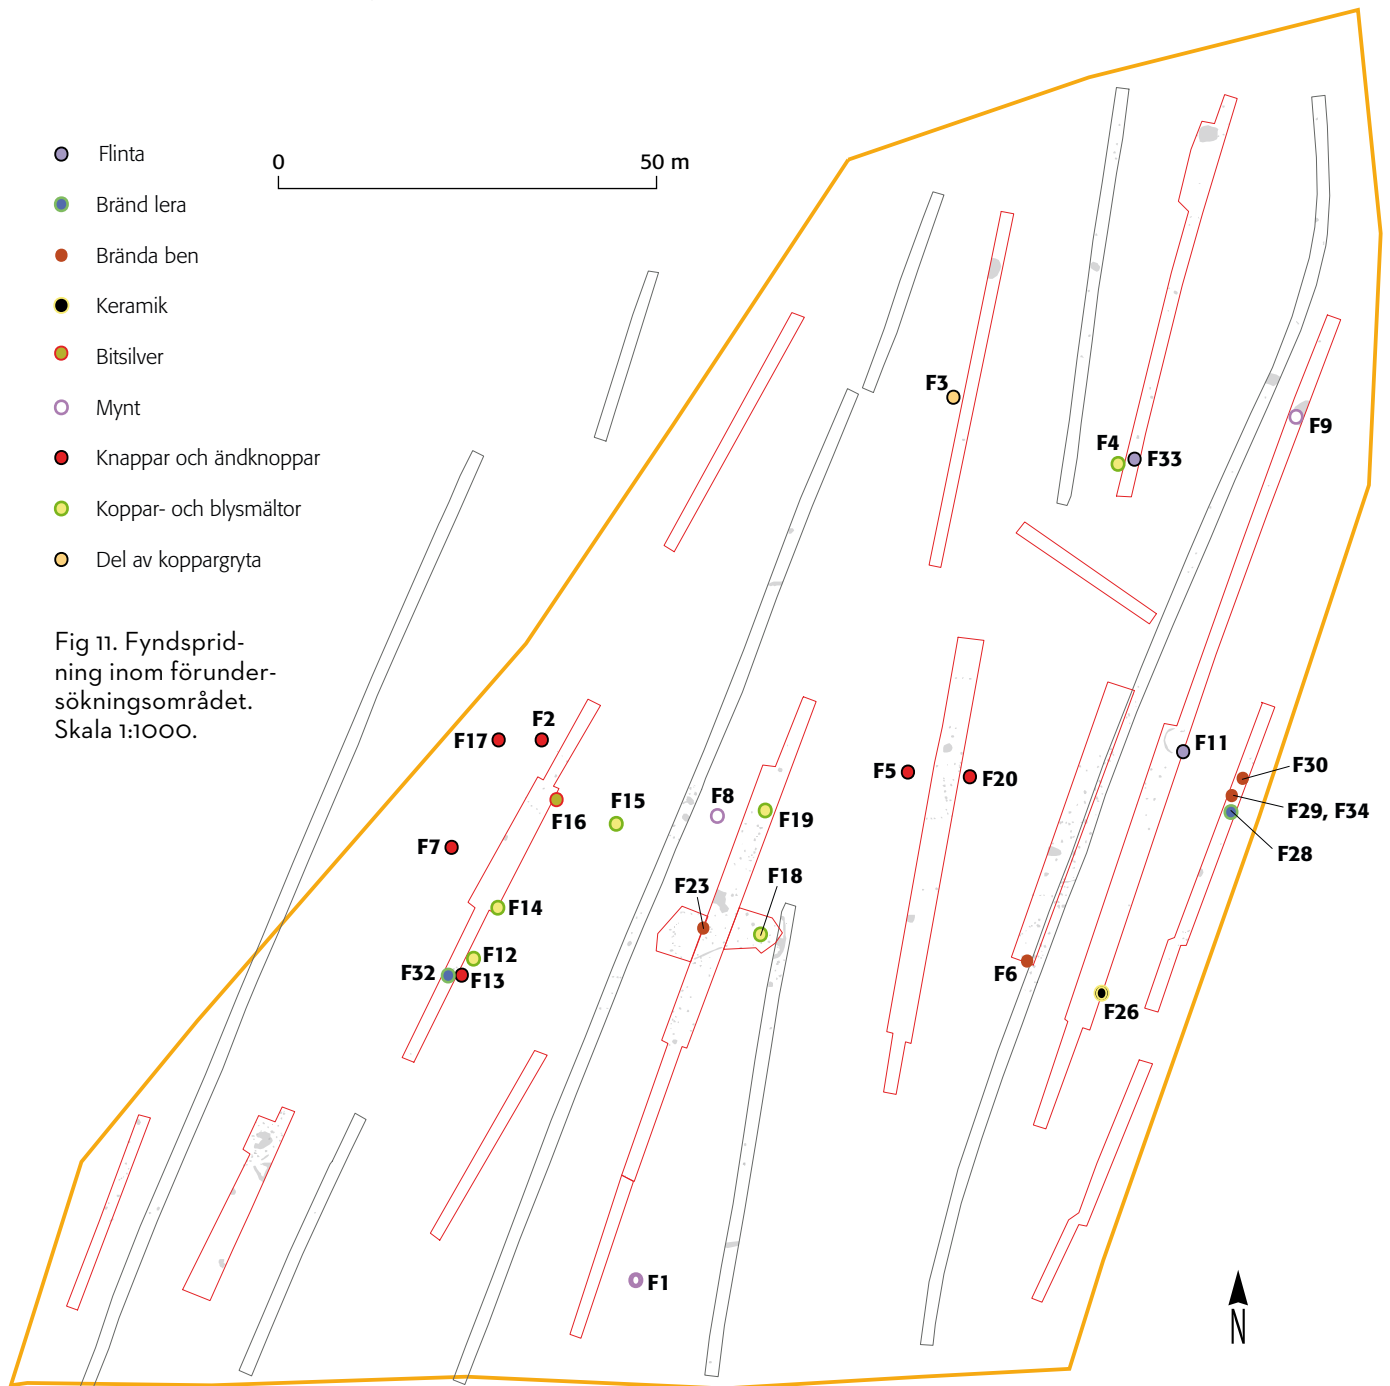 0 50 m
Flinta
Bränd lera
Brända ben
Keramik
Bitsilver
Mynt
Knappar och ändknoppar
Koppar- och blysmältor
Del av koppargryta
Fig 11. Fyndsprid-
ning inom förunder-
sökningsområdet.
Skala 1:1000.
F3
F9
F4
F33
F17
F2
F11
F5
F20
F30
F16
F15
F8
F19
F29, F34
F28
F7
F23
F18
F14
F12
F32
F13
F6
F26
F1
N